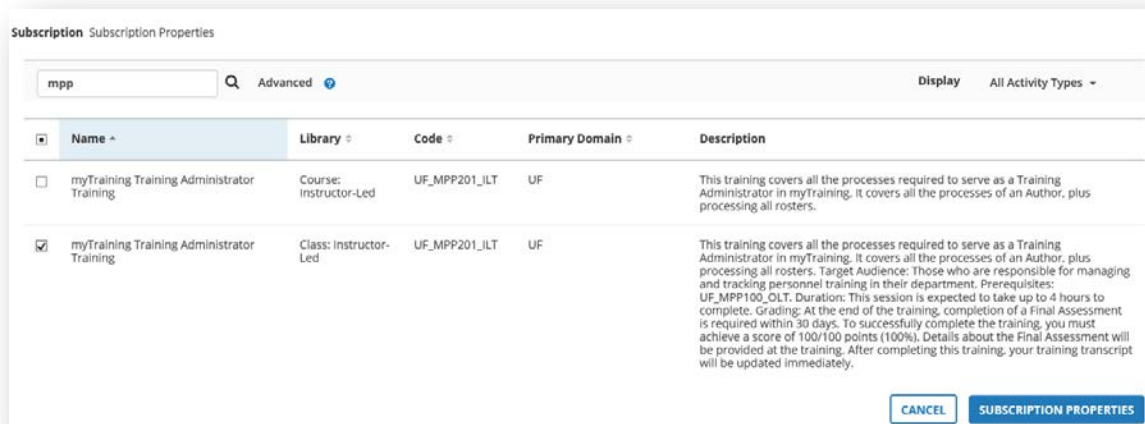 Subscription Subscription Properties
mpp Advanced ? Display All Activity Types
Name Library Code Primary Domain Description
myTraining Training Administrator
Training
Course:
Instructor-Led
UF_MPP201_ILT
UF
This training covers all the processes required to serve as a Training
Administrator in myTraining. It covers all the processes of an Author, plus
processing all rosters.
myTraining Training Administrator
Training
Class: Instructor-
Led
UF_MPP201_ILT
UF
This training covers all the processes required to serve as a Training
Administrator in myTraining. It covers all the processes of an Author, plus
processing all rosters. Target Audience: Those who are responsible for managing
and tracking personnel training in their department. Prerequisites:
UF_MPP100_OLT. Duration: This session is expected to take up to 4 hours to
complete. Grading: At the end of the training, completion of a Final Assessment
is required within 30 days. To successfully complete the training, you must
achieve a score of 100/100 points (100%). Details about the Final Assessment will
be provided at the training. After completing this training, your training transcript
will be updated immediately.
CANCEL SUBSCRIPTION PROPERTIES